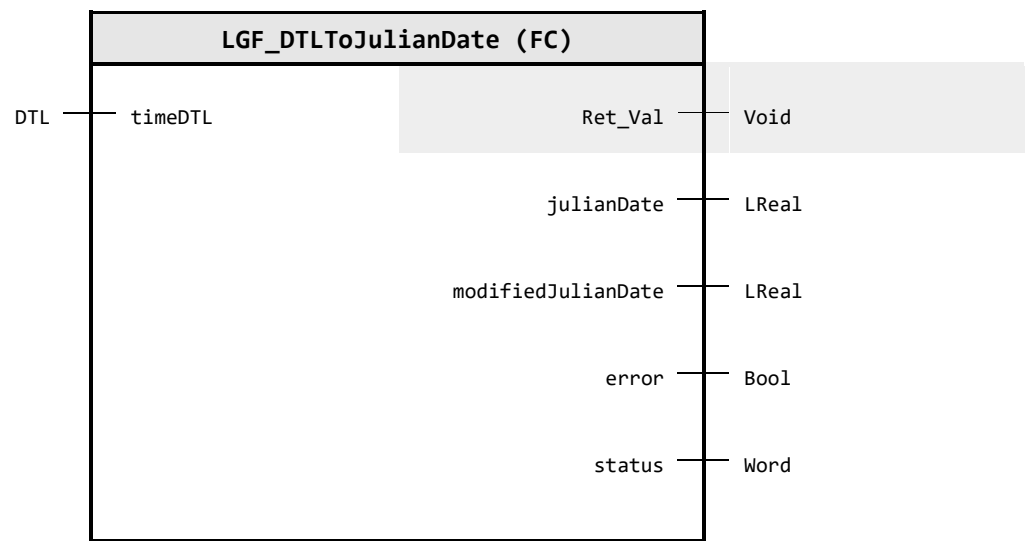 LGF_DTLToJulianDate (FC)
DTL timeDTL Ret_Val Void
julianDate LReal
modifiedJulianDate LReal
error Bool
status Word